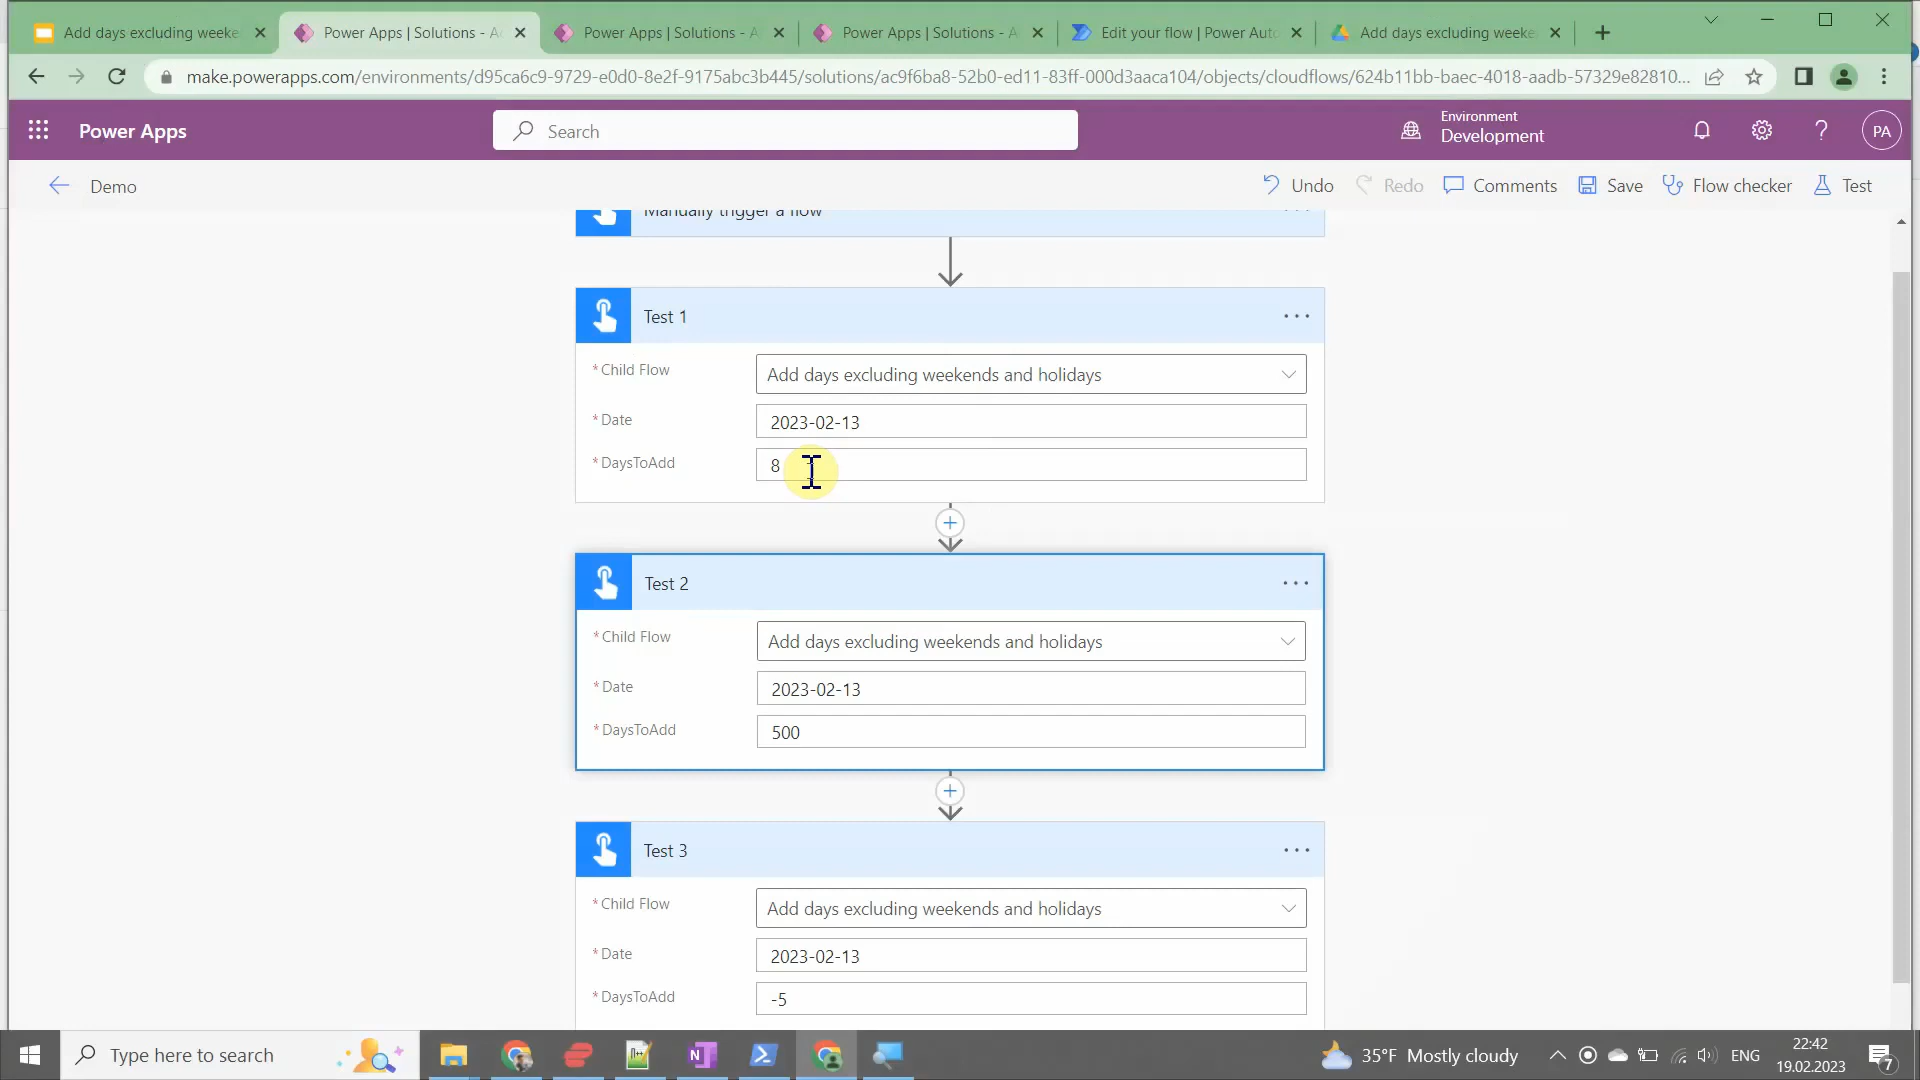 Add days excluding weeke
Power Apps | Solutions - A
Power Apps | Solutions - A
Power Apps | Solutions - A
Edit your flow | Power Auto
Add days excluding weeke
make.powerapps.com/environments/d95ca6c9-9729-e0d0-8e2f-9175abc3b445/solutions/ac9f6ba8-52b0-ed11-83ff-000d3aaca104/objects/cloudflows/624b11bb-baec-4018-aadb-57329e82810...
Power Apps
Search
Environment
Development
PA
Demo
Undo
Redo
Comments
Save
Flow checker
Test
Manually trigger a flow
Test 1
*Child Flow
Add days excluding weekends and holidays
*Date
2023-02-13
*DaysToAdd
8
Test 2
*Child Flow
Add days excluding weekends and holidays
*Date
2023-02-13
*DaysToAdd
500
Test 3
*Child Flow
Add days excluding weekends and holidays
*Date
2023-02-13
*DaysToAdd
-5
Type here to search
35°F Mostly cloudy
ENG
22:42
19.02.2023
7